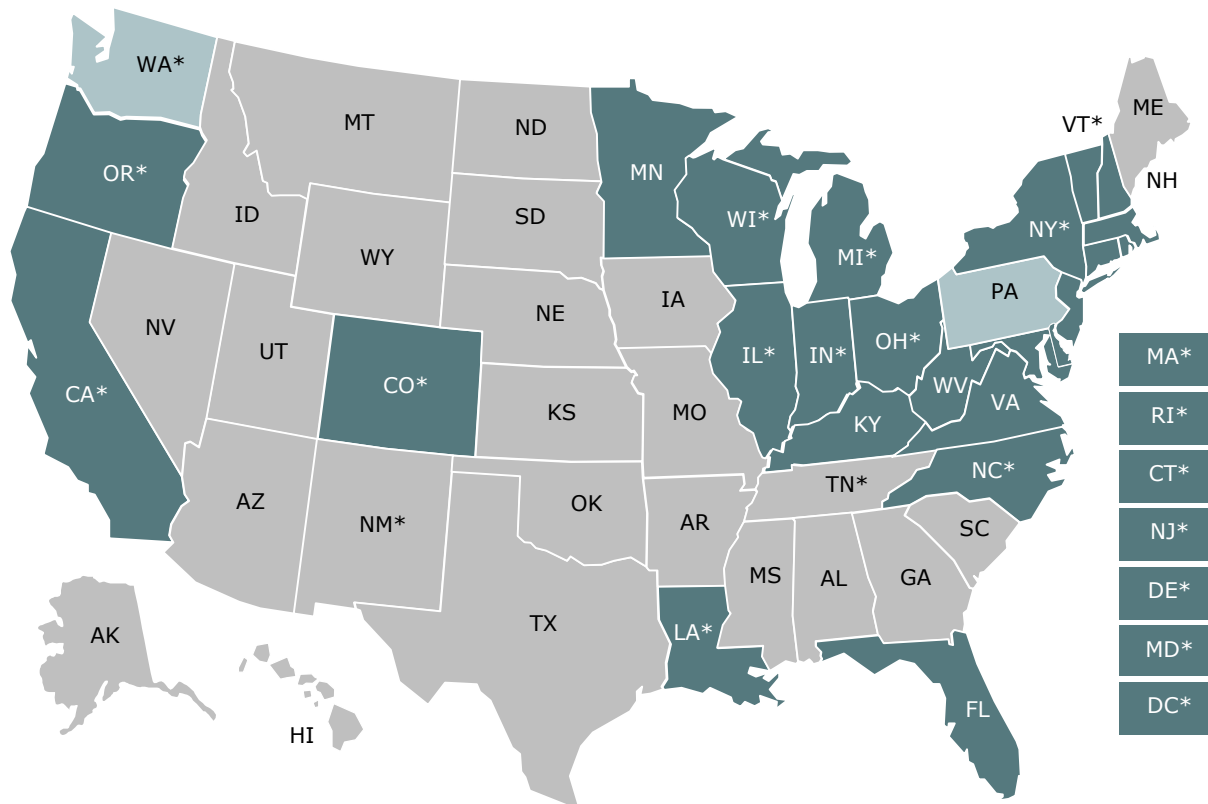 WA*
ME
MT
VT*
ND
OR*
MN
NH
ID
SD
WI*
NY*
WY
MI*
PA
IA
NE
NV
OH*
UT
IL*
IN*
MA*
CO*
WV
CA*
VA
RI*
KS
MO
KY
NC*
CT*
TN*
AZ
OK
NM*
AR
SC
NJ*
MS
AL
GA
DE*
TX
LA*
AK
MD*
FL
DC*
HI